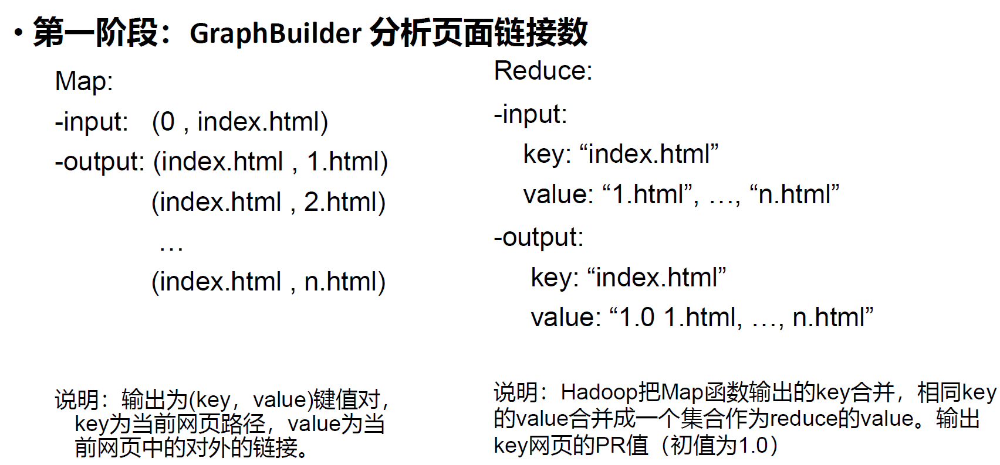 • 第一阶段：GraphBuilder 分析页面链接数
Map:
-input: (0 , index.html)
-output: (index.html , 1.html)
(index.html , 2.html)
…
(index.html , n.html)
说明：输出为(key，value)键值对，
key为当前网页路径，value为当
前网页中的对外的链接。
Reduce:
-input:
key: “index.html”
value: “1.html”, …, “n.html”
-output:
key: “index.html”
value: “1.0 1.html, …, n.html”
说明：Hadoop把Map函数输出的key合并，相同key
的value合并成一个集合作为reduce的value。输出
key网页的PR值（初值为1.0）